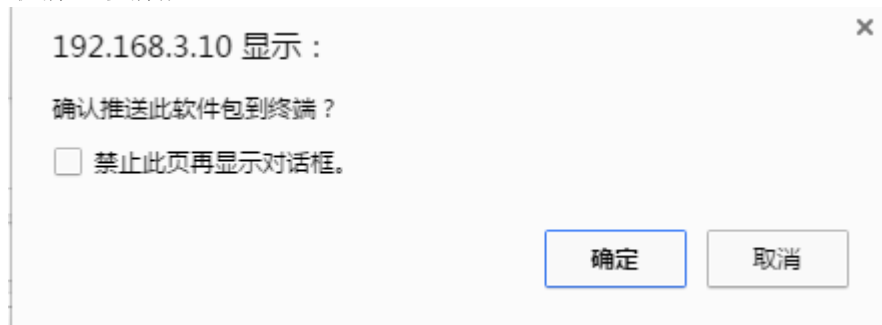 192.168.3.10 显示：
确认推送此软件包到终端？
禁止此页再显示对话框。
确定
取消